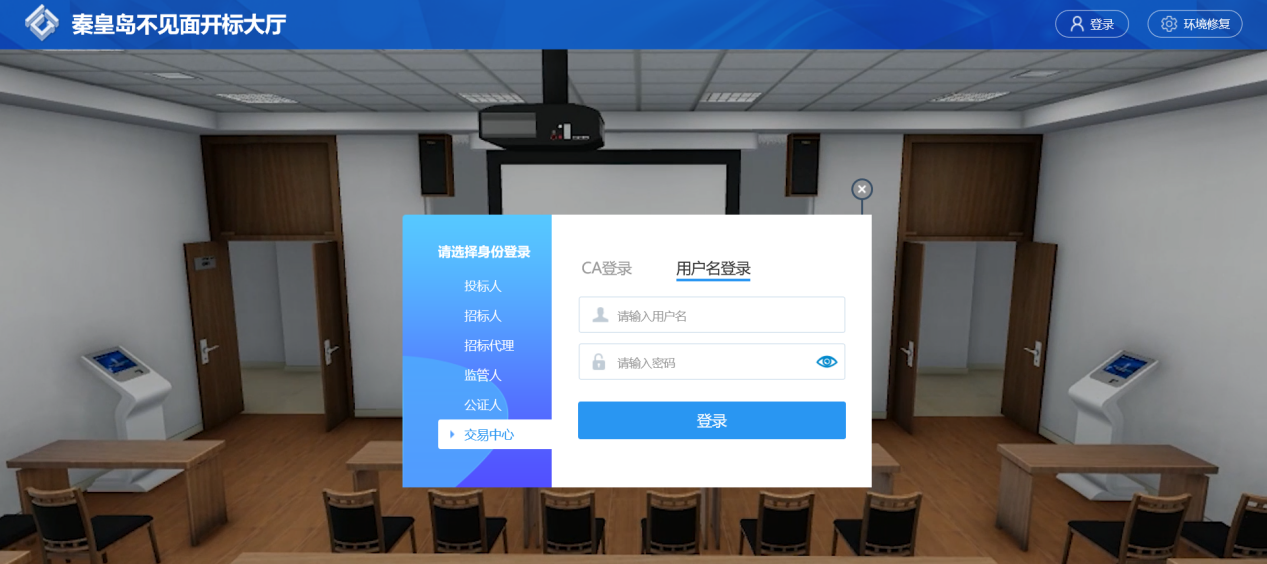 秦皇岛不见面开标大厅
登录
环境修复
请选择身份登录
投标人
招标人
招标代理
监管人
公证人
交易中心
CA登录
用户名登录
请输入用户名
请输入密码
登录